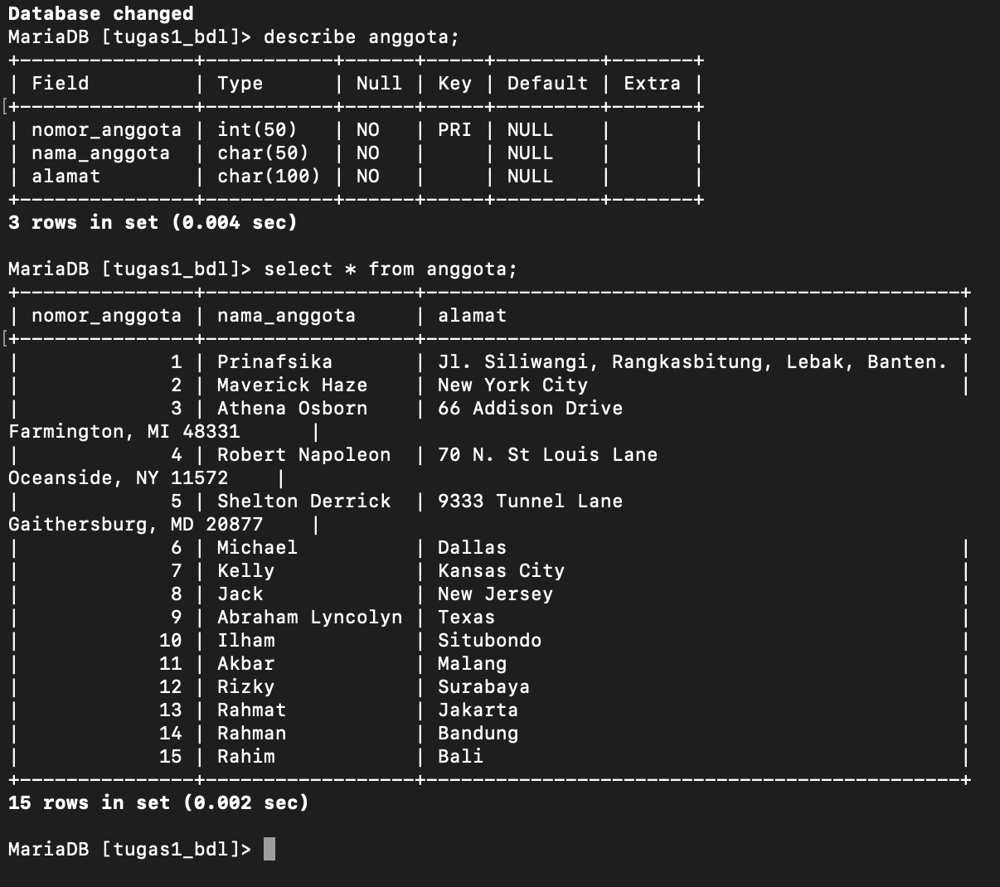 Database changed
MariaDB [tugas1_bdl]> describe anggota;
+----------------+------------+------+-----+---------+-------+
| Field          | Type       | Null | Key | Default | Extra |
[+----------------+------------+------+-----+---------+-------+
| nomor_anggota | int(50)   | NO   | PRI | NULL    |       |
| nama_anggota  | char(50)  | NO   |     | NULL    |       |
| alamat        | char(100) | NO   |     | NULL    |       |
+---------------+-----------+------+-----+---------+-------+
3 rows in set (0.004 sec)

MariaDB [tugas1_bdl]> select * from anggota;
+---------------+------------------+----------------------------------------------+
| nomor_anggota | nama_anggota     | alamat                                       |
[+---------------+------------------+----------------------------------------------+
|             1 | Prinafsika       | Jl. Siliwangi, Rangkasbitung, Lebak, Banten. |
|             2 | Maverick Haze    | New York City                                |
|             3 | Athena Osborn    | 66 Addison Drive
Farmington, MI 48331      |
|             4 | Robert Napoleon  | 70 N. St Louis Lane
Oceanside, NY 11572    |
|             5 | Shelton Derrick  | 9333 Tunnel Lane
Gaithersburg, MD 20877    |
|             6 | Michael          | Dallas                                       |
|             7 | Kelly            | Kansas City                                  |
|             8 | Jack             | New Jersey                                   |
|             9 | Abraham Lyncolyn | Texas                                        |
|            10 | Ilham            | Situbondo                                    |
|            11 | Akbar            | Malang                                       |
|            12 | Rizky            | Surabaya                                     |
|            13 | Rahmat           | Jakarta                                      |
|            14 | Rahman           | Bandung                                      |
|            15 | Rahim            | Bali                                         |
+---------------+------------------+----------------------------------------------+
15 rows in set (0.002 sec)

MariaDB [tugas1_bdl]>